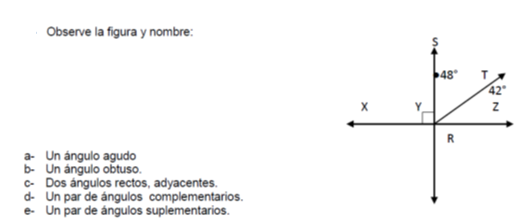 Observe la figura y nombre:
S
48°
T
42°
X
Y
Z
R
a- Un ángulo agudo
b- Un ángulo obtuso.
c- Dos ángulos rectos, adyacentes.
d- Un par de ángulos complementarios.
e- Un par de ángulos suplementarios.